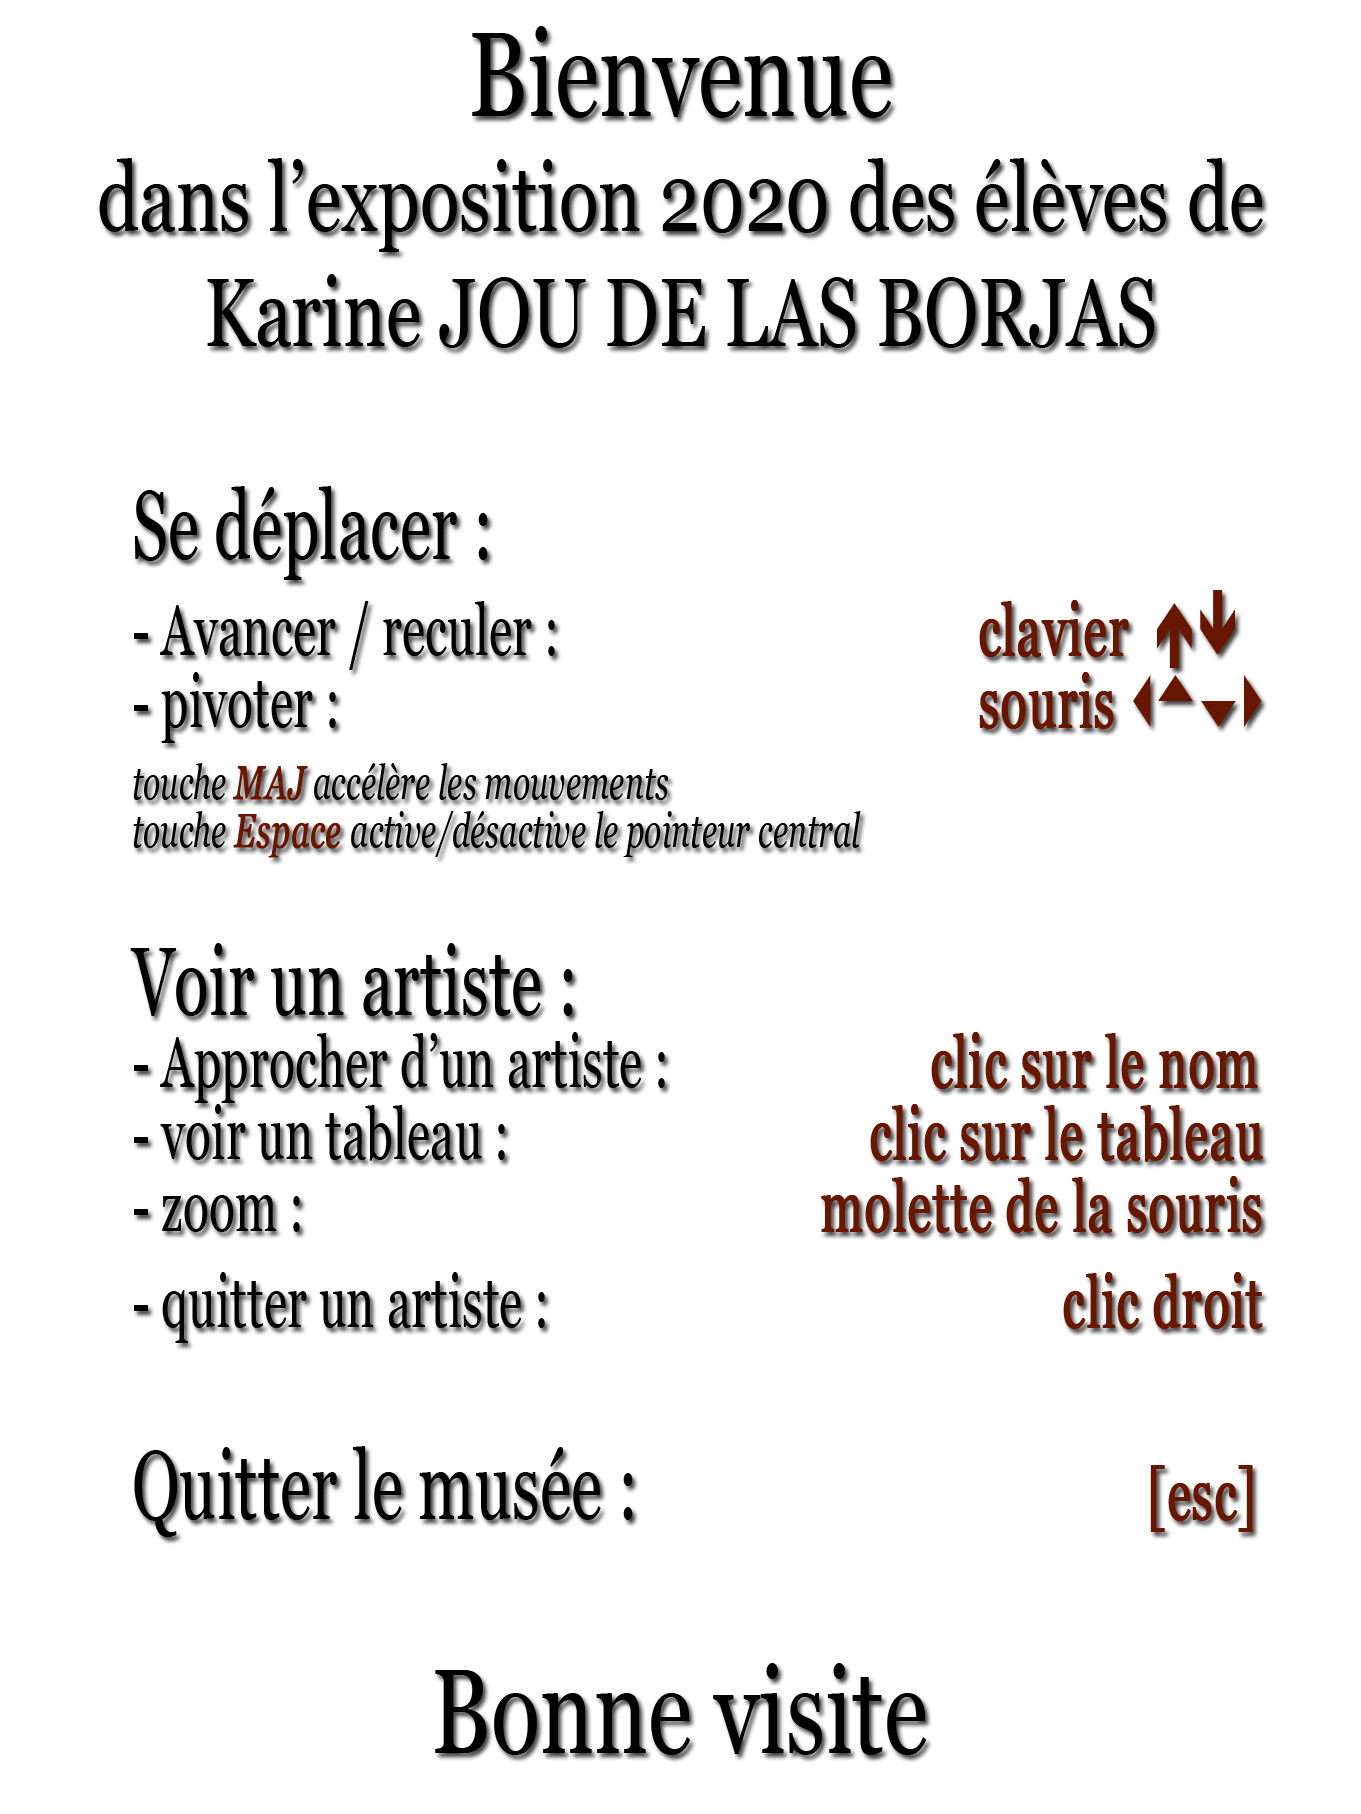 Bienvenue
dans l’exposition 2020 des élèves de
Karine JOU DE LAS BORJAS
Se déplacer :
- Avancer / reculer : clavier 🡹🡻
- pivoter : souris ⏴⏶⏷⏵
touche MAJ accélère les mouvements
touche Espace active/désactive le pointeur central
Voir un artiste :
- Approcher d’un artiste : clic sur le nom
- voir un tableau : clic sur le tableau
- zoom : molette de la souris
- quitter un artiste : clic droit
Quitter le musée : [esc]
Bonne visite